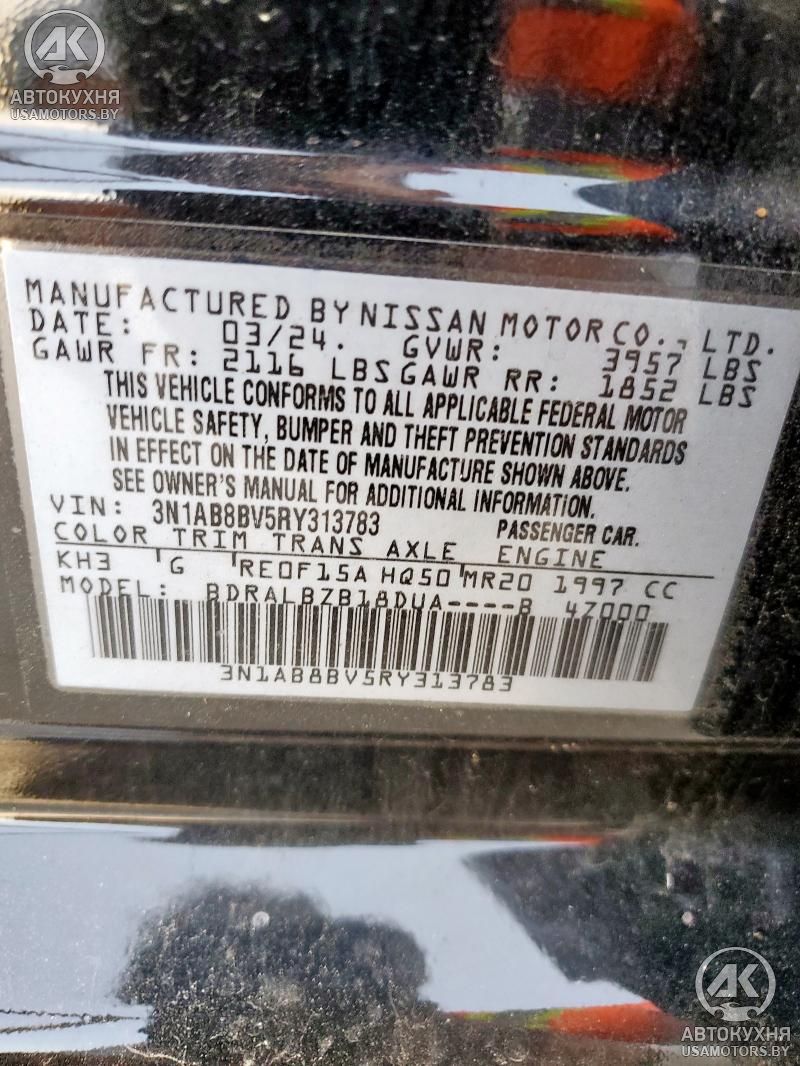 АК
АВТОКУХНЯ
USAMOTORS.BY
MANUFACTURED BY NISSAN MOTOR CO., LTD.
DATE: 03/24. GVWR: 3957 LBS
GAWR FR: 2116 LBS GAWR RR: 1852 LBS
THIS VEHICLE CONFORMS TO ALL APPLICABLE FEDERAL MOTOR
VEHICLE SAFETY, BUMPER AND THEFT PREVENTION STANDARDS
IN EFFECT ON THE DATE OF MANUFACTURE SHOWN ABOVE.
SEE OWNER'S MANUAL FOR ADDITIONAL INFORMATION.
VIN: 3N1AB8BV5RY313783 PASSENGER CAR.
COLOR TRIM TRANS AXLE ENGINE
KH3 G RE0F15A HQ50 MR20 1997 CC
MODEL: BDRALBZB18DUA----B 47000
3N1AB8BV5RY313783
АК
АВТОКУХНЯ
USAMOTORS.BY